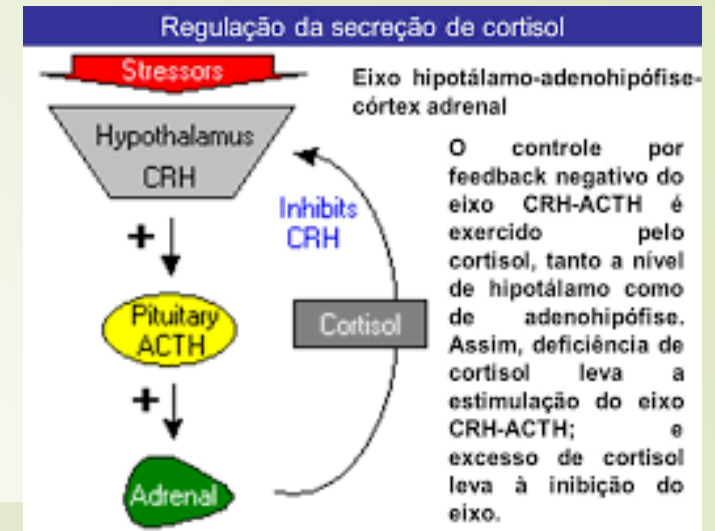 Regulação da secreção de cortisol
Stressors
Hypothalamus
CRH
+
Pituitary
ACTH
+
Adrenal
Inhibits
CRH
Cortisol
Eixo hipotálamo-adenohipófise-
córtex adrenal
O controle por
feedback negativo do
eixo CRH-ACTH é
exercido pelo
cortisol, tanto a nível
de hipotálamo como
de adenohipófise.
Assim, deficiência de
cortisol leva a
estimulação do eixo
CRH-ACTH; e
excesso de cortisol
leva à inibição do
eixo.